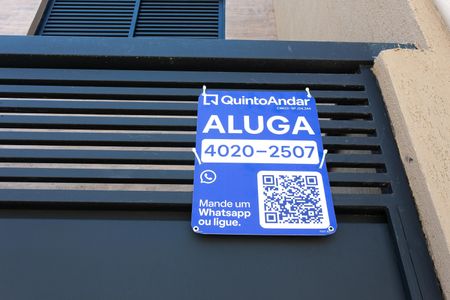 QuintoAndar
ALUGA
4020-2507
Mande um
Whatsapp
ou ligue.